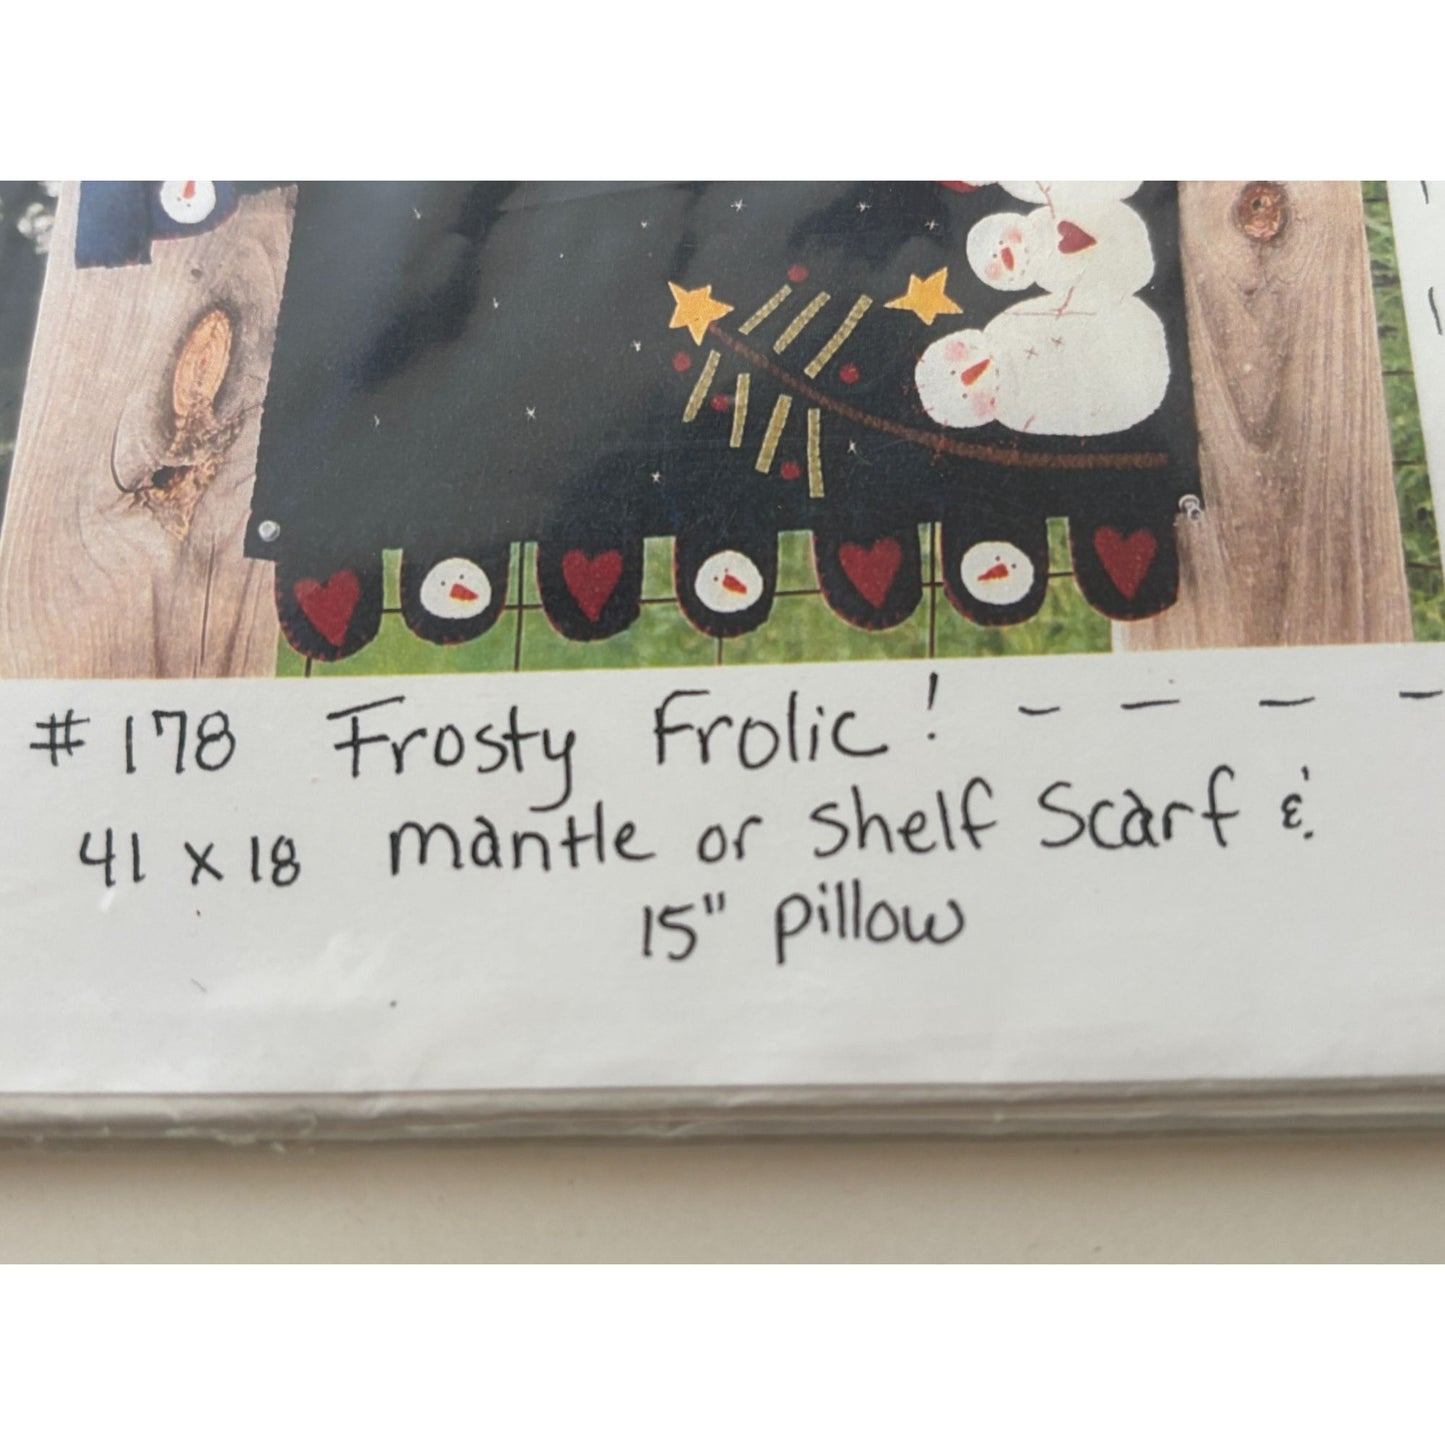 #178 Frosty Frolic! - - - -
41 x 18 mantle or shelf Scarf &
15" pillow